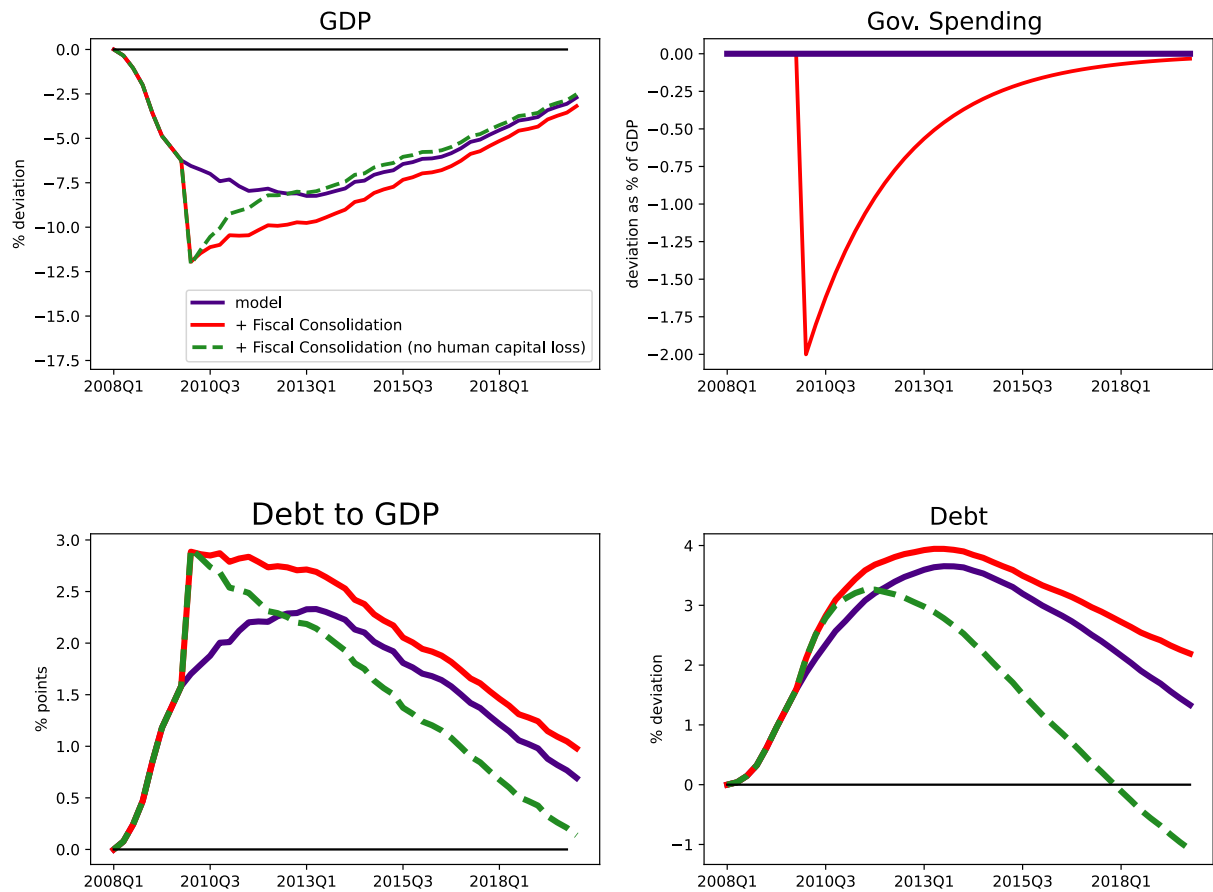 GDP
% deviation
0.0
−2.5
−5.0
−7.5
−10.0
−12.5
−15.0
−17.5
model
+ Fiscal Consolidation
+ Fiscal Consolidation (no human capital loss)
2008Q1 2010Q3 2013Q1 2015Q3 2018Q1
Gov. Spending
deviation as % of GDP
0.00
−0.25
−0.50
−0.75
−1.00
−1.25
−1.50
−1.75
−2.00
2008Q1 2010Q3 2013Q1 2015Q3 2018Q1
Debt to GDP
% points
3.0
2.5
2.0
1.5
1.0
0.5
0.0
2008Q1 2010Q3 2013Q1 2015Q3 2018Q1
Debt
% deviation
4
3
2
1
0
−1
2008Q1 2010Q3 2013Q1 2015Q3 2018Q1